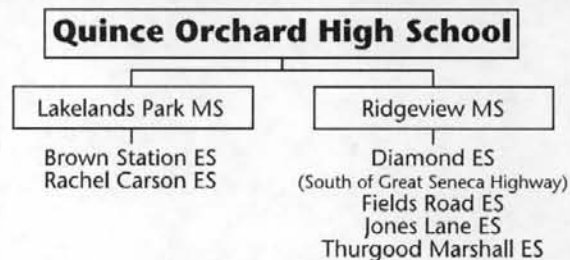 Quince Orchard High School
Lakelands Park MS
Brown Station ES
Rachel Carson ES
Ridgeview MS
Diamond ES
(South of Great Seneca Highway)
Fields Road ES
Jones Lane ES
Thurgood Marshall ES